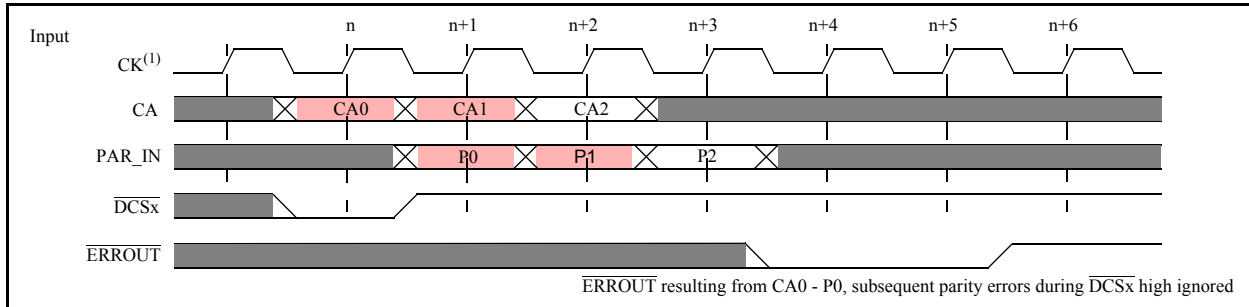 Input
n n+1 n+2 n+3 n+4 n+5 n+6
CK(1)
CA CA0 CA1 CA2
PAR_IN P0 P1 P2
DCSx
ERROUT
ERROUT resulting from CA0 - P0, subsequent parity errors during DCSx high ignored